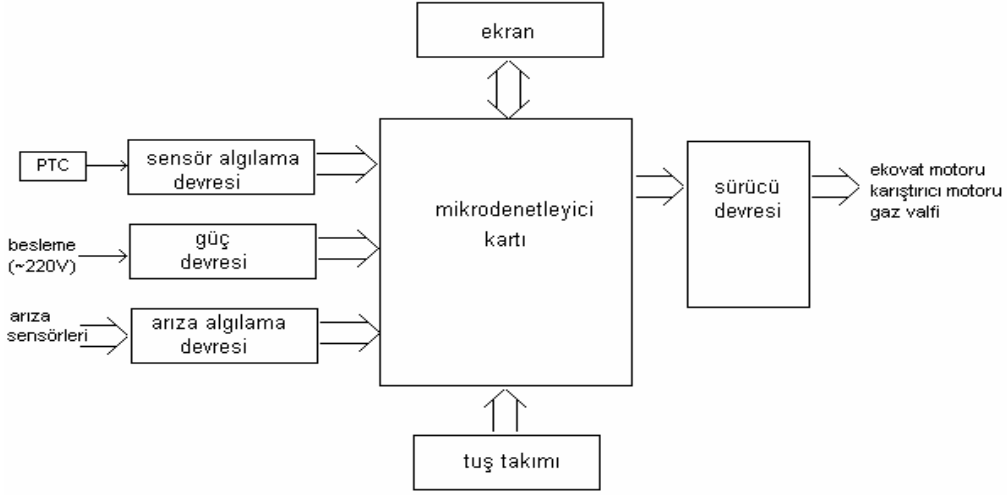 ekran
PTC
sensör algılama
devresi
mikrodenetleyici
kartı
sürücü
devresi
ekovat motoru
karıştırıcı motoru
gaz valfi
besleme
(~220V)
güç
devresi
arıza
sensörleri
arıza algılama
devresi
tuş takımı